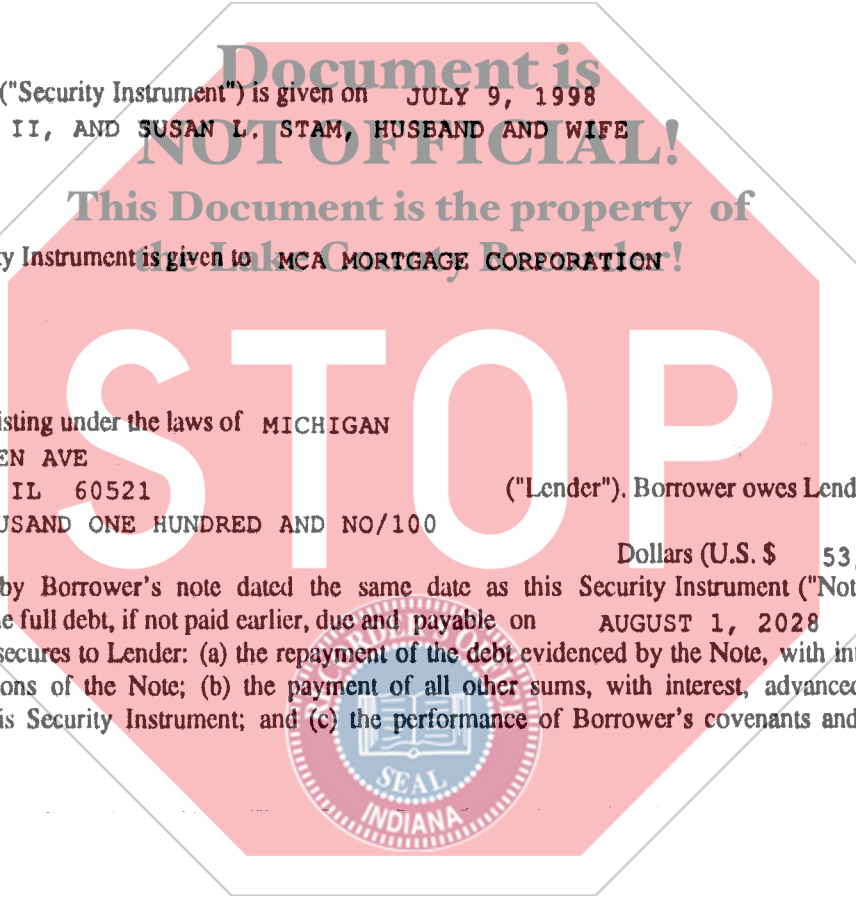 Document is
("Security Instrument") is given on JULY 9, 1998
II, AND SUSAN L. STAM, HUSBAND AND WIFE
NOT OFFICIAL!
This Document is the property of
ty Instrument is given to MCA MORTGAGE CORPORATION
the Lake County Recorder!
STOP
isting under the laws of MICHIGAN
EN AVE
IL 60521 ("Lender"). Borrower owes Lend
USAND ONE HUNDRED AND NO/100
Dollars (U.S. $ 53,
by Borrower's note dated the same date as this Security Instrument ("Not
e full debt, if not paid earlier, due and payable on AUGUST 1, 2028
secures to Lender: (a) the repayment of the debt evidenced by the Note, with int
ons of the Note; (b) the payment of all other sums, with interest, advanced
is Security Instrument; and (c) the performance of Borrower's covenants and
RECORDER'S OFFICE
SEAL
INDIANA